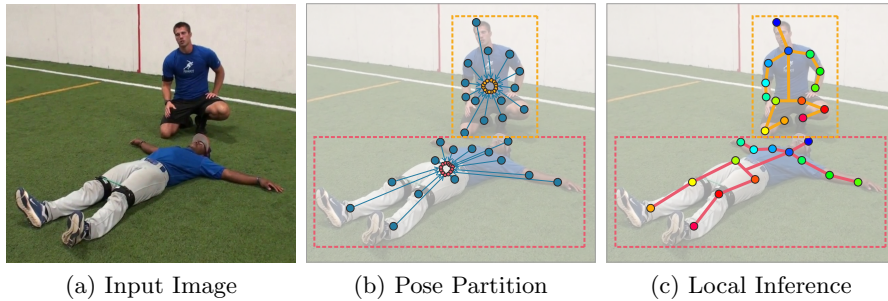 (a) Input Image
(b) Pose Partition
(c) Local Inference